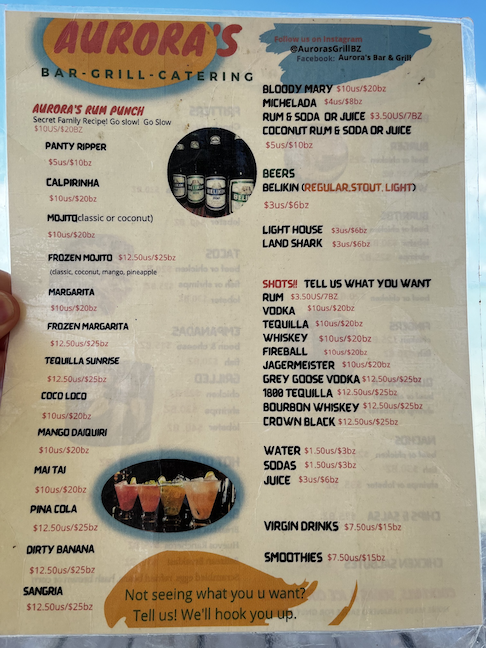 AURORA'S
BAR-GRILL-CATERING
Follow us on Instagram
@AurorasGrillBZ
Facebook: Aurora's Bar & Grill
AURORA'S RUM PUNCH
Secret Family Recipe! Go slow! Go Slow
$10US/$20BZ
PANTY RIPPER
$5us/$10bz
CALPIRINHA
$10us/$20bz
MOJITO(classic or coconut)
$10us/$20bz
FROZEN MOJITO $12.50us/$25bz
(classic, coconut, mango, pineapple
MARGARITA
$10us/$20bz
FROZEN MARGARITA
$12.50us/$25bz
TEQUILLA SUNRISE
$12.50us/$25bz
COCO LOCO
$10us/$20bz
MANGO DAIQUIRI
$10us/$20bz
MAI TAI
$10us/$20bz
PINA COLA
$12.50us/$25bz
DIRTY BANANA
$12.50us/$25bz
SANGRIA
$12.50us/$25bz
BLOODY MARY $10us/$20bz
MICHELADA $4us/$8bz
RUM & SODA OR JUICE $3.50US/7BZ
COCONUT RUM & SODA OR JUICE
$5us/$10bz
BEERS
BELIKIN (REGULAR,STOUT, LIGHT)
$3us/$6bz
LIGHT HOUSE $3us/$6bz
LAND SHARK $3us/$6bz
SHOTS!! TELL US WHAT YOU WANT
RUM $3.50US/7BZ
VODKA $10us/$20bz
TEQUILLA $10us/$20bz
WHISKEY $10us/$20bz
FIREBALL $10us/$20bz
JAGERMEISTER $10us/$20bz
GREY GOOSE VODKA $12.50us/$25bz
1800 TEQUILLA $12.50us/$25bz
BOURBON WHISKEY $12.50us/$25bz
CROWN BLACK $12.50us/$25bz
WATER $1.50us/$3bz
SODAS $1.50us/$3bz
JUICE $3us/$6bz
VIRGIN DRINKS $7.50us/$15bz
SMOOTHIES $7.50us/$15bz
Not seeing what you u want?
Tell us! We'll hook you up.